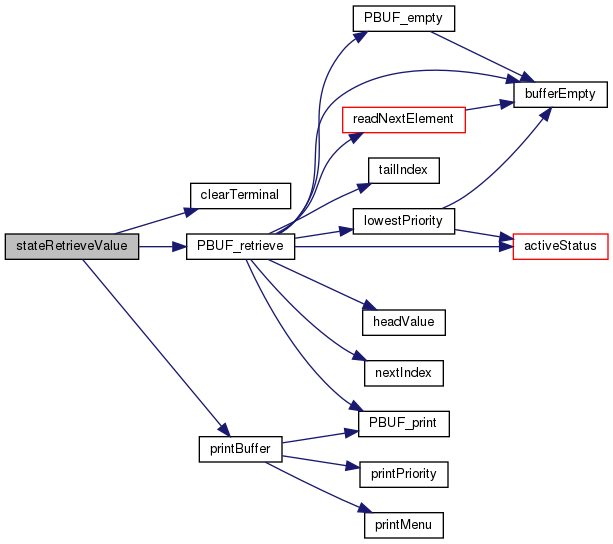 PBUF_empty
bufferEmpty
readNextElement
tailIndex
clearTerminal
lowestPriority
stateRetrieveValue
PBUF_retrieve
activeStatus
headValue
nextIndex
PBUF_print
printBuffer
printPriority
printMenu